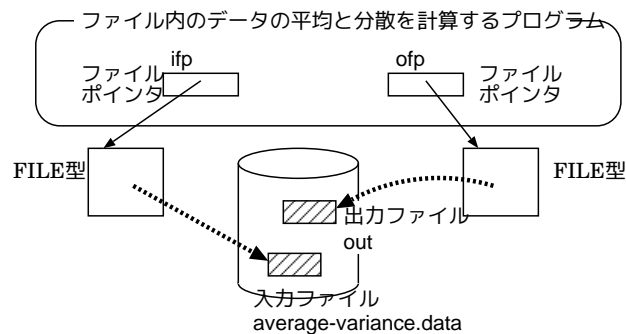 ファイル内のデータの平均と分散を計算するプログラム
ifp
ofp
ファイル
ポインタ
ファイル
ポインタ
FILE型
FILE型
出力ファイル
out
入力ファイル
average-variance.data